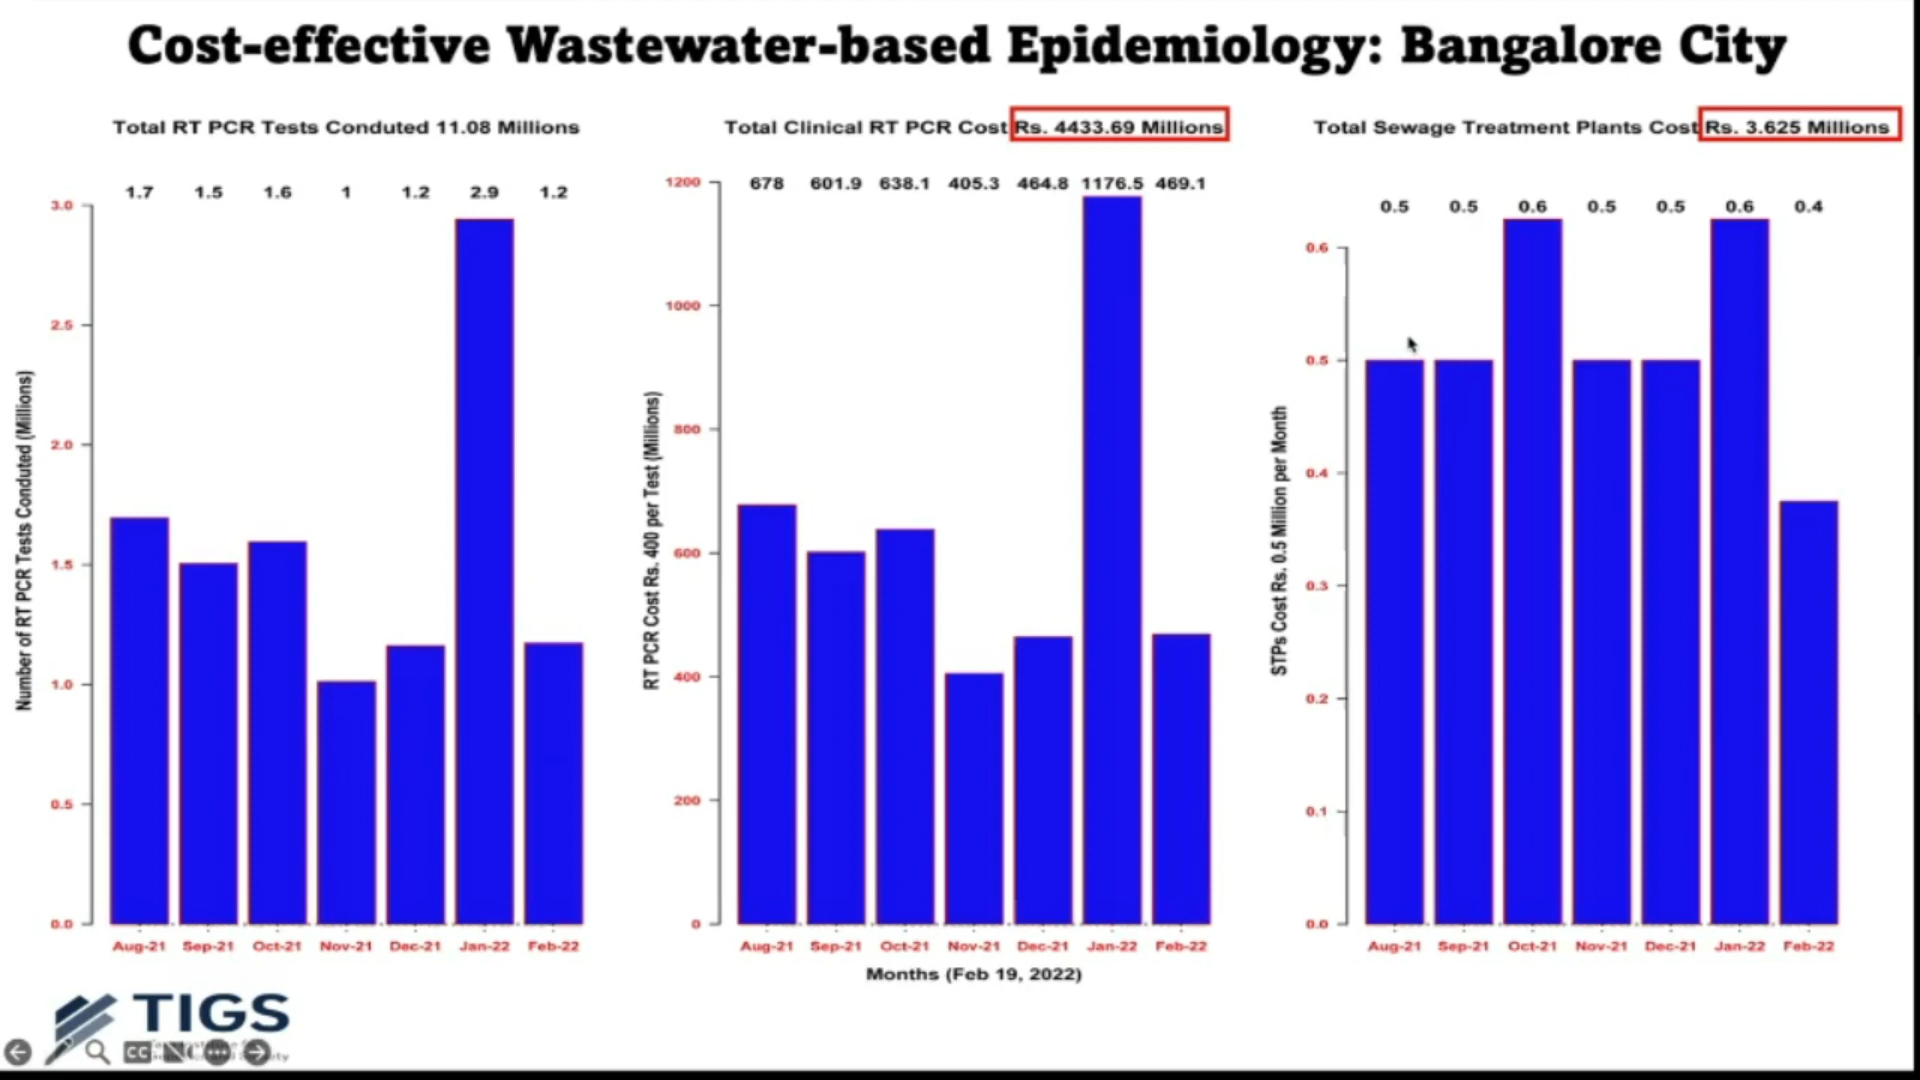 Cost-effective Wastewater-based Epidemiology: Bangalore City
Total RT PCR Tests Conduted 11.08 Millions
1.7 1.5 1.6 1 1.2 2.9 1.2
Number of RT PCR Tests Conduted (Millions)
3.0
2.5
2.0
1.5
1.0
0.5
0.0
Aug-21 Sep-21 Oct-21 Nov-21 Dec-21 Jan-22 Feb-22
Total Clinical RT PCR Cost Rs. 4433.69 Millions
678 601.9 638.1 405.3 464.8 1176.5 469.1
RT PCR Cost Rs. 400 per Test (Millions)
1200
1000
800
600
400
200
0
Aug-21 Sep-21 Oct-21 Nov-21 Dec-21 Jan-22 Feb-22
Months (Feb 19, 2022)
Total Sewage Treatment Plants Cost Rs. 3.625 Millions
0.5 0.5 0.6 0.5 0.5 0.6 0.4
STPs Cost Rs. 0.5 Million per Month
0.6
0.5
0.4
0.3
0.2
0.1
0.0
Aug-21 Sep-21 Oct-21 Nov-21 Dec-21 Jan-22 Feb-22
TIGS
CC